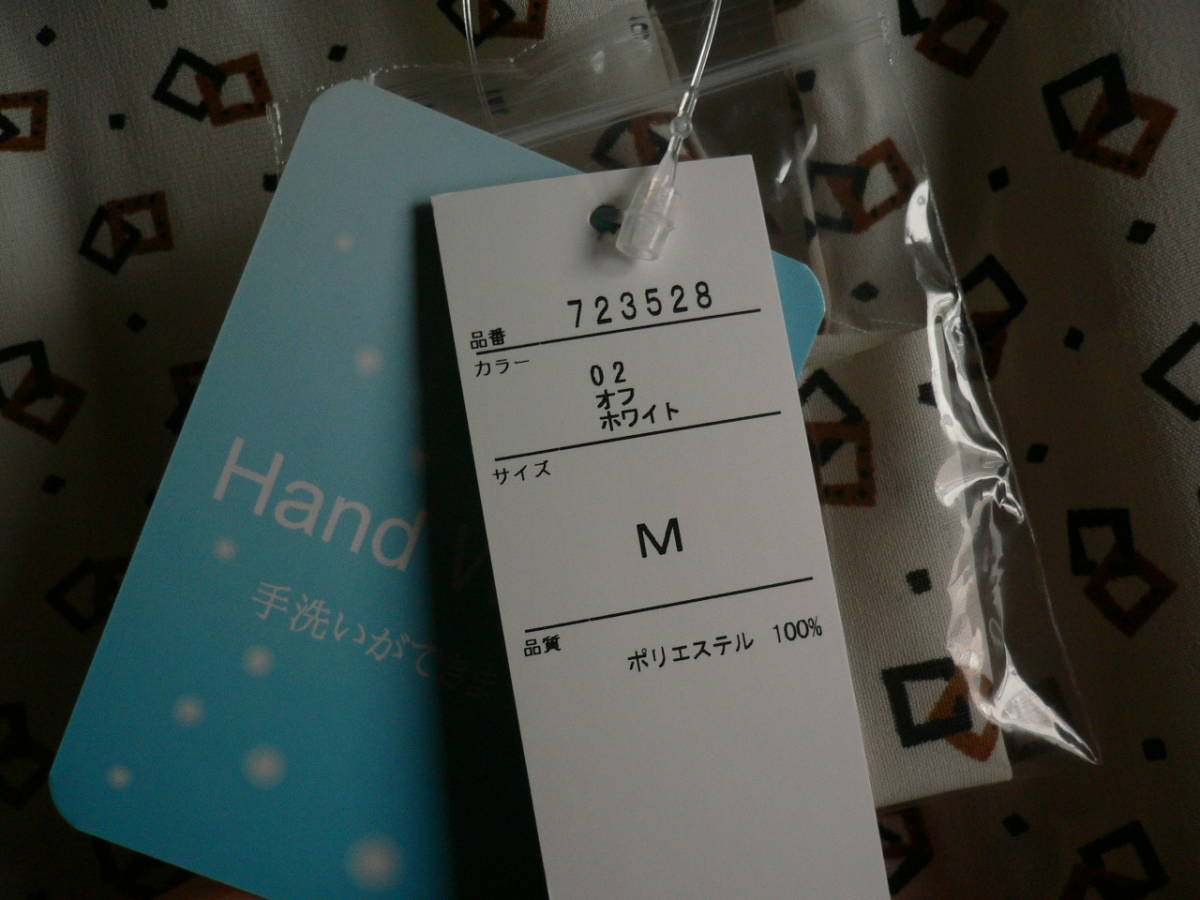 品番 723528
カラー
02
オフ
ホワイト
サイズ
M
品質 ポリエステル 100%
Hand
手洗いがで